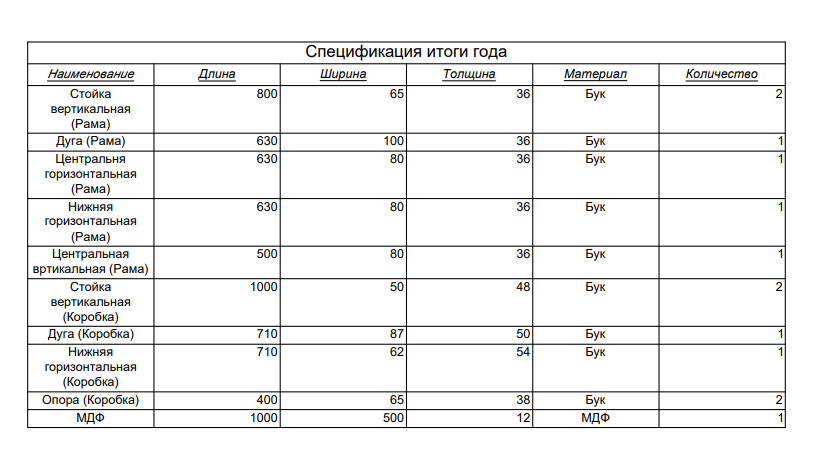 Спецификация итоги года
Наименование Длина Ширина Толщина Материал Количество
Стойка 800 65 36 Бук 2
вертикальная
(Рама)
Дуга (Рама) 630 100 36 Бук 1
Центральня 630 80 36 Бук 1
горизонтальная
(Рама)
Нижняя 630 80 36 Бук 1
горизонтальная
(Рама)
Центральная 500 80 36 Бук 1
вртикальная (Рама)
Стойка 1000 50 48 Бук 2
вертикальная
(Коробка)
Дуга (Коробка) 710 87 50 Бук 1
Нижняя 710 62 54 Бук 1
горизонтальная
(Коробка)
Опора (Коробка) 400 65 38 Бук 2
МДФ 1000 500 12 МДФ 1